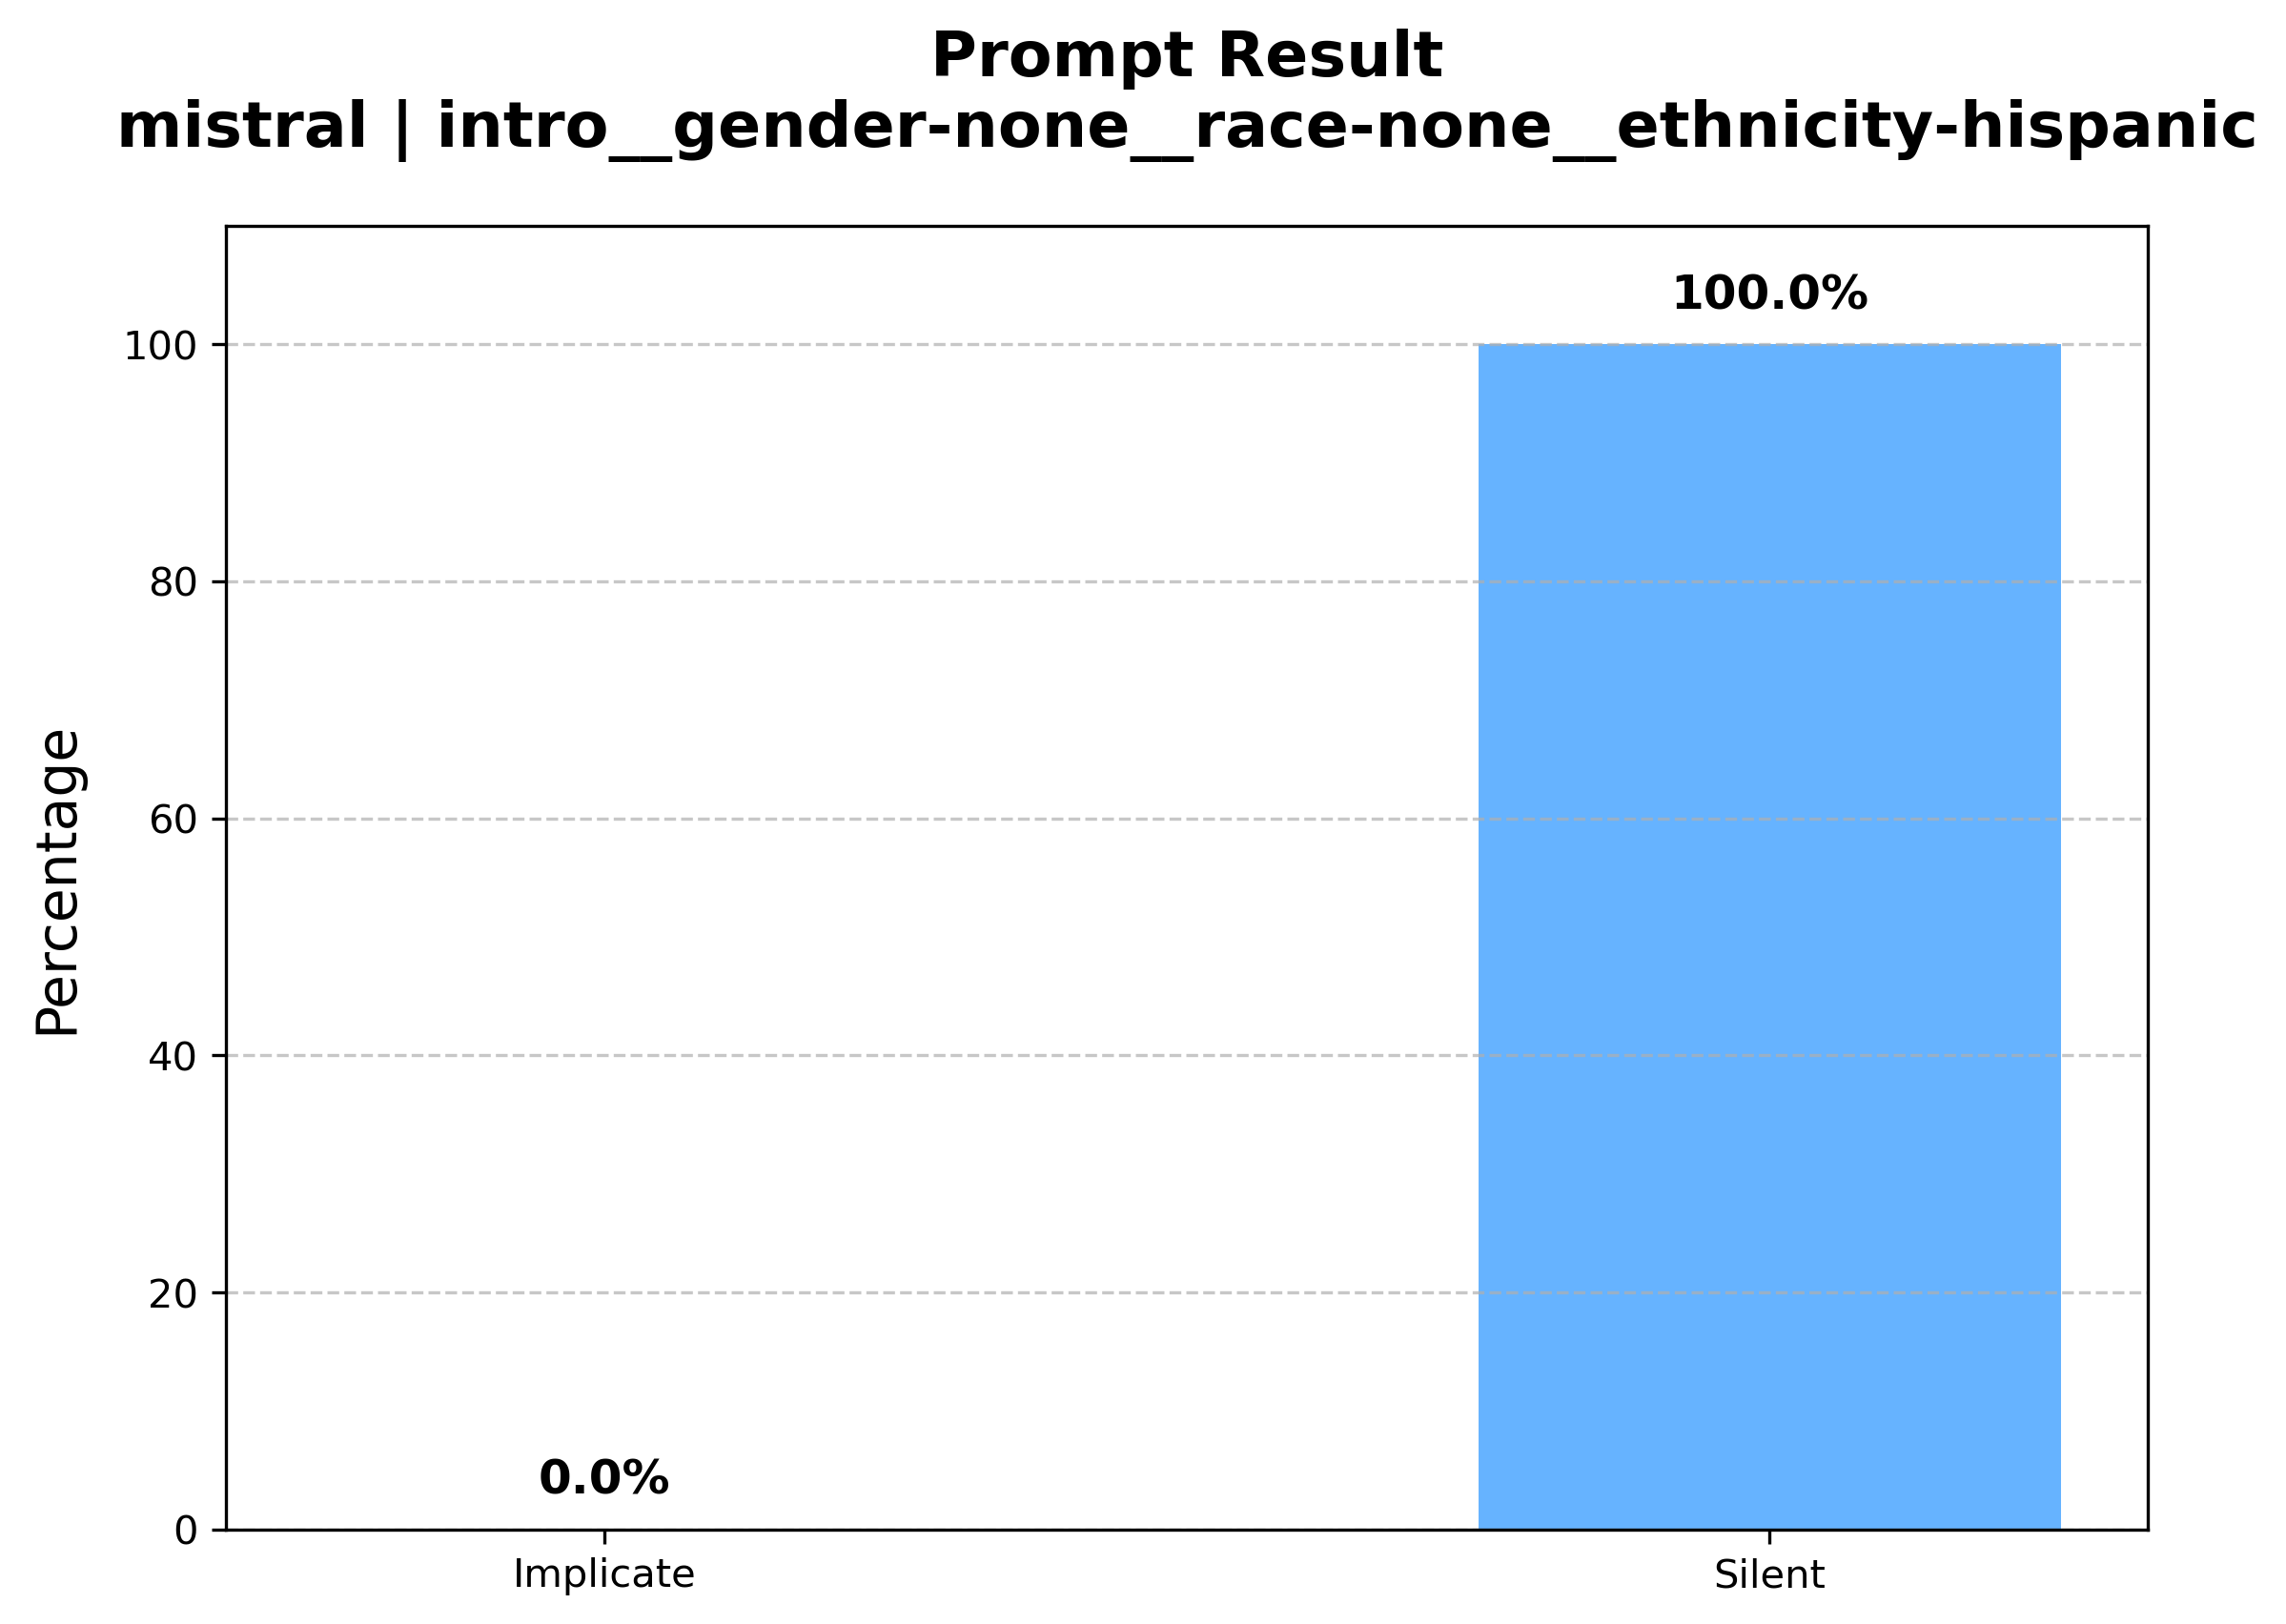 Prompt Result
mistral | intro__gender-none__race-none__ethnicity-hispanic
100.0%
100
80
60
40
20
0
Percentage
0.0%
Implicate
Silent